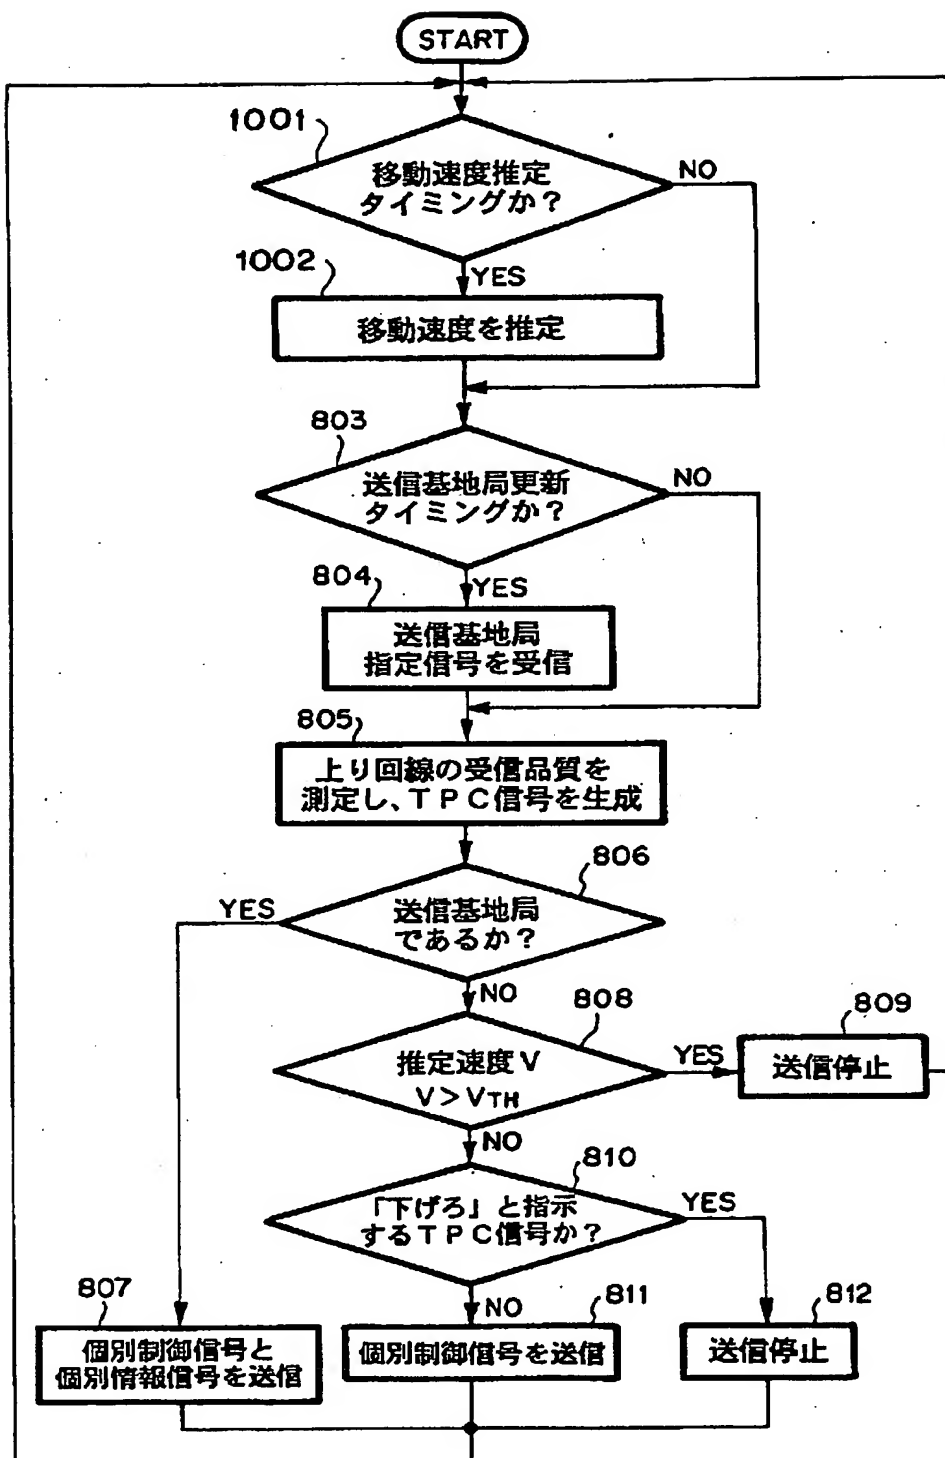 START
1001
移動速度推定
タイミングか?
NO
1002
YES
移動速度を推定
803
送信基地局更新
タイミングか?
NO
804
YES
送信基地局
指定信号を受信
805
上り回線の受信品質を
測定し、TPC信号を生成
806
YES
送信基地局
であるか?
NO
808
809
推定速度V
V>VTH
YES
送信停止
NO
810
「下げろ」と指示
するTPC信号か?
YES
807
NO
811
812
個別制御信号と
個別情報信号を送信
個別制御信号を送信
送信停止